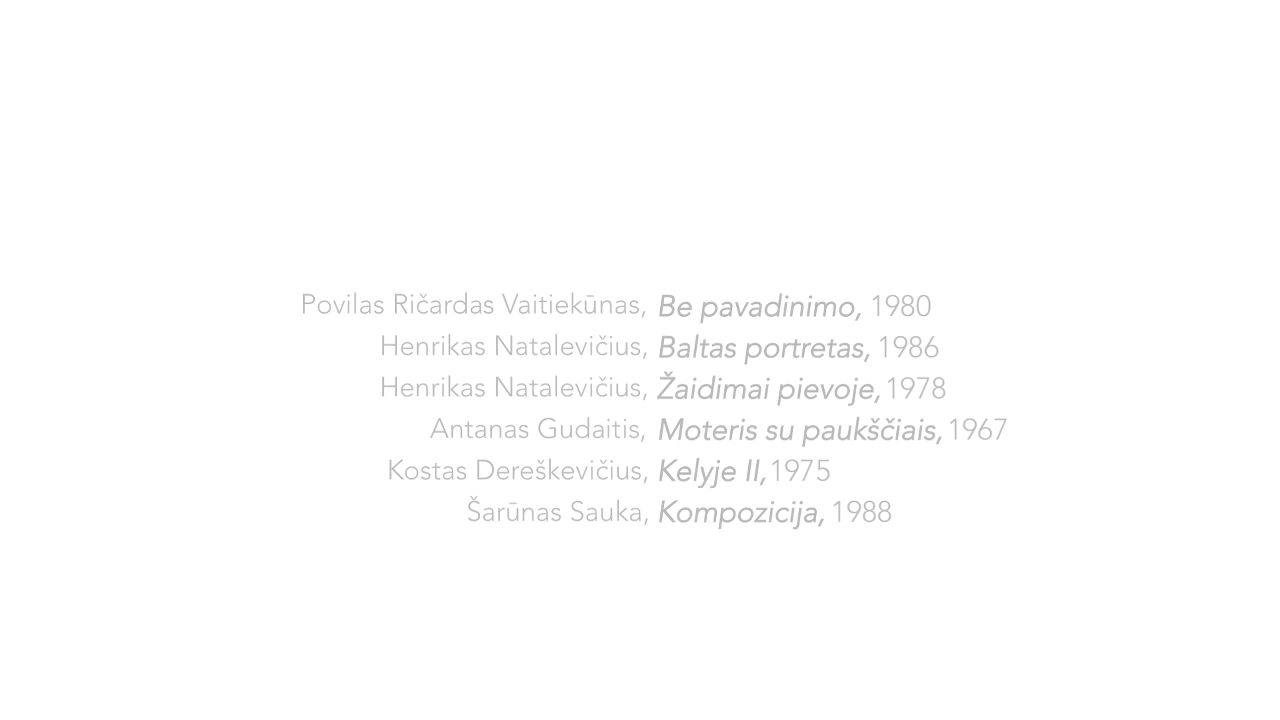 Povilas Ričardas Vaitiekūnas, Be pavadinimo, 1980
Henrikas Natalevičius, Baltas portretas, 1986
Henrikas Natalevičius, Žaidimai pievoje, 1978
Antanas Gudaitis, Moteris su paukščiais, 1967
Kostas Dereškevičius, Kelyje II, 1975
Šarūnas Sauka, Kompozicija, 1988